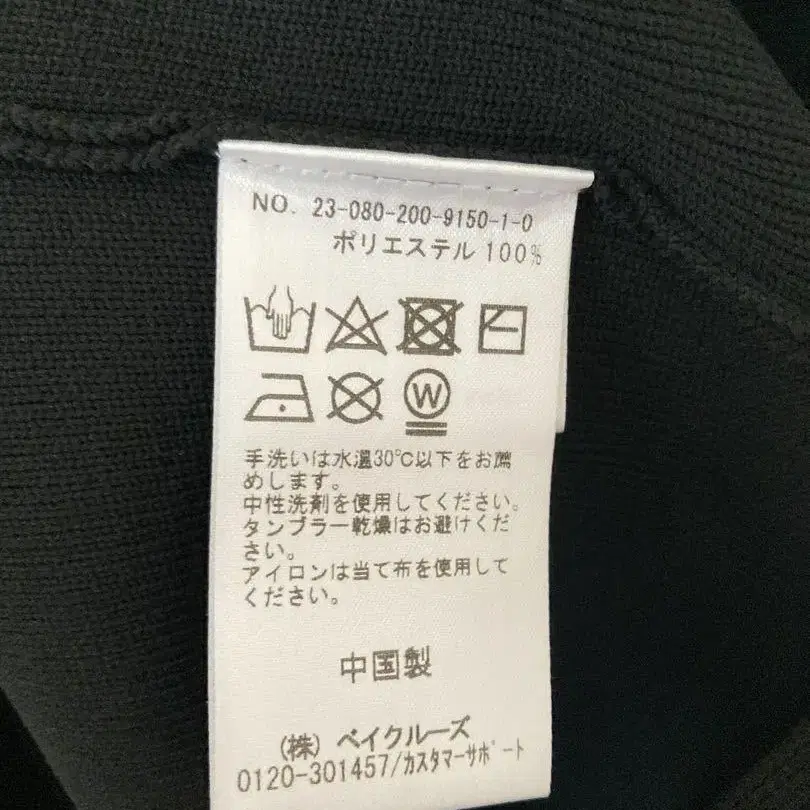 NO. 23-080-200-9150-1-0
ポリエステル 100%
W
手洗いは水温30℃以下をお薦
めします。
中性洗剤を使用してください。
タンブラー乾燥はお避けくだ
さい。
アイロンは当て布を使用して
ください。
中国製
(株) ベイクルーズ
0120-301457/カスタマーサポート